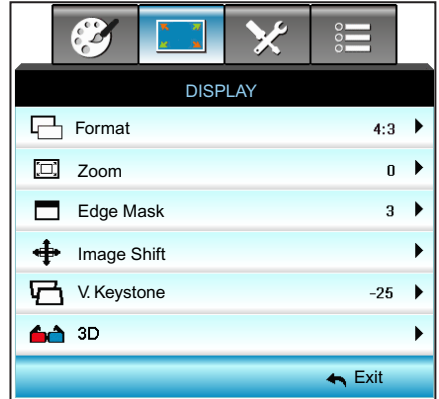 DISPLAY
Format 4:3
Zoom 0
Edge Mask 3
Image Shift
V. Keystone -25
3D
Exit